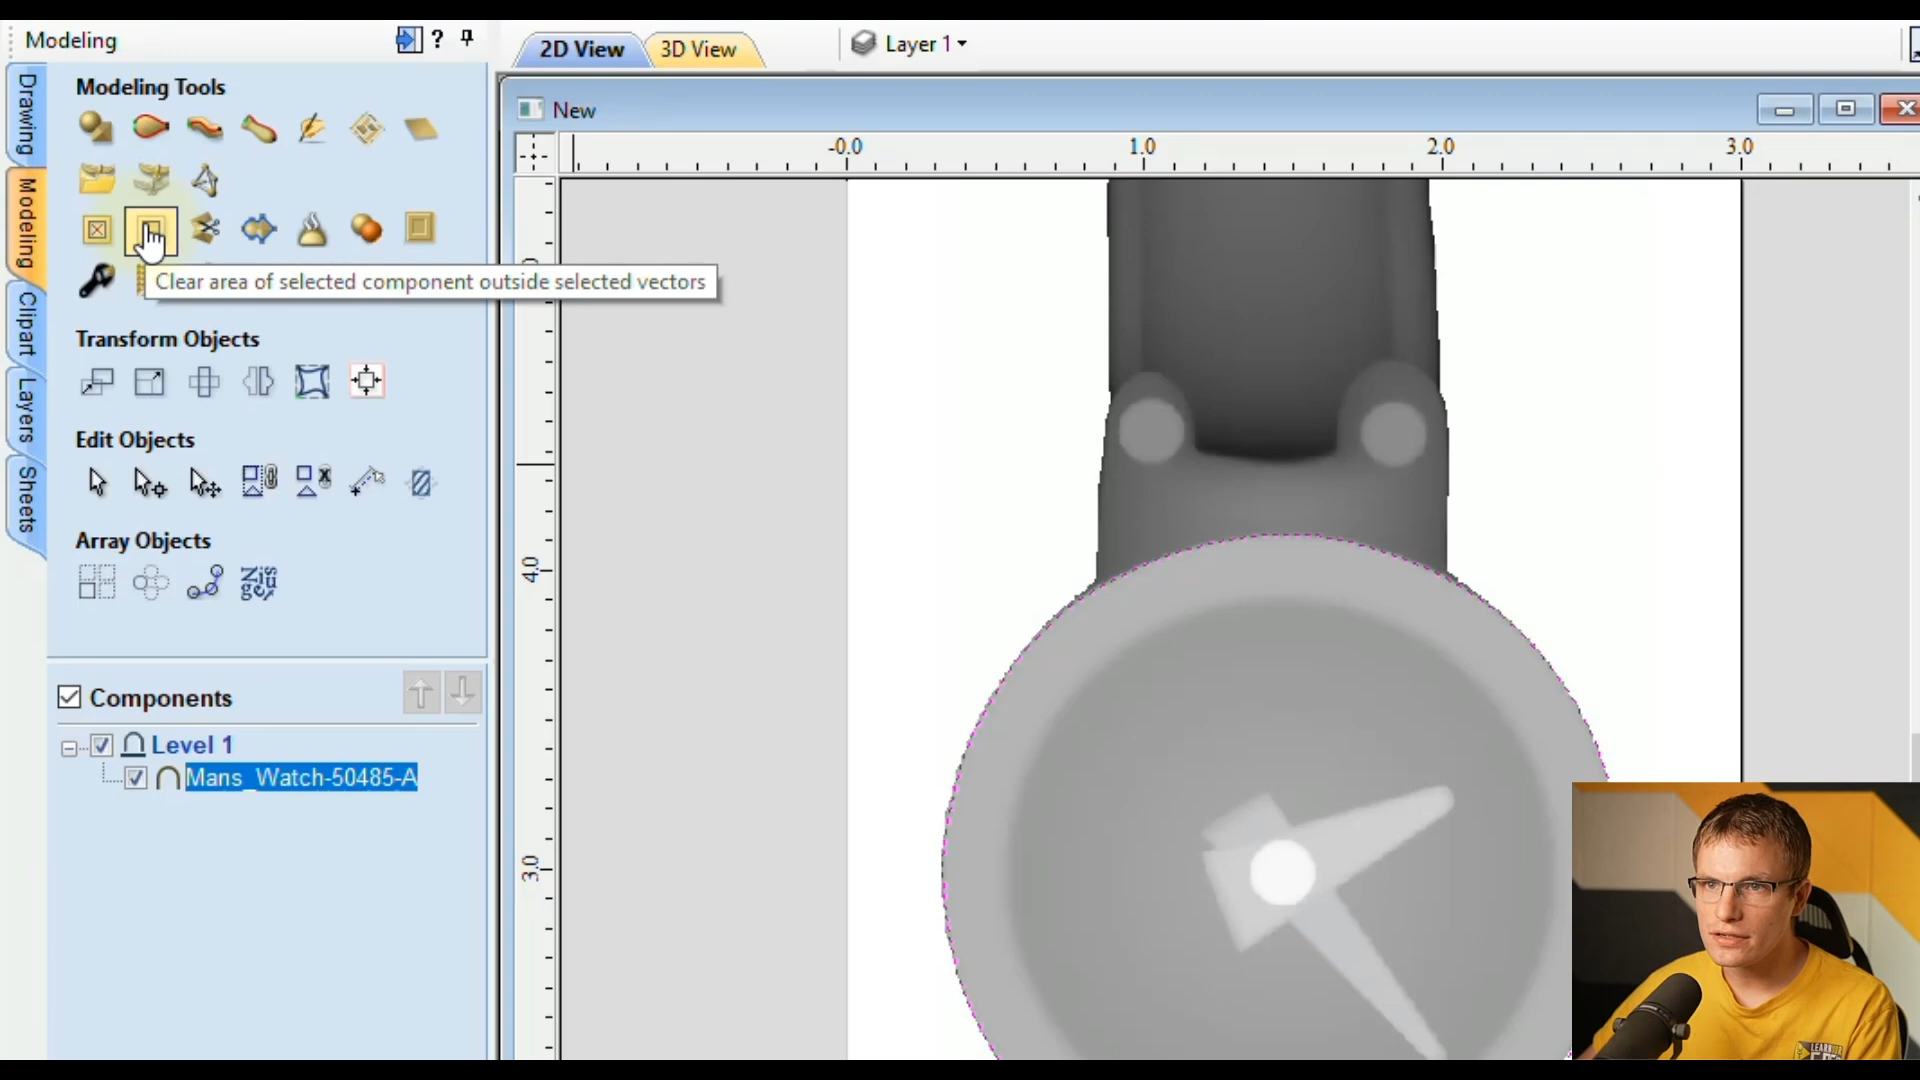 Modeling
?
Drawing
Modeling
Clipart
Layers
Sheets
Modeling Tools
Clear area of selected component outside selected vectors
Transform Objects
Edit Objects
Array Objects
Components
Level 1
Mans_Watch-50485-A
2D View
3D View
Layer 1
New
-0.0 1.0 2.0 3.0
4.0
3.0
LEARN